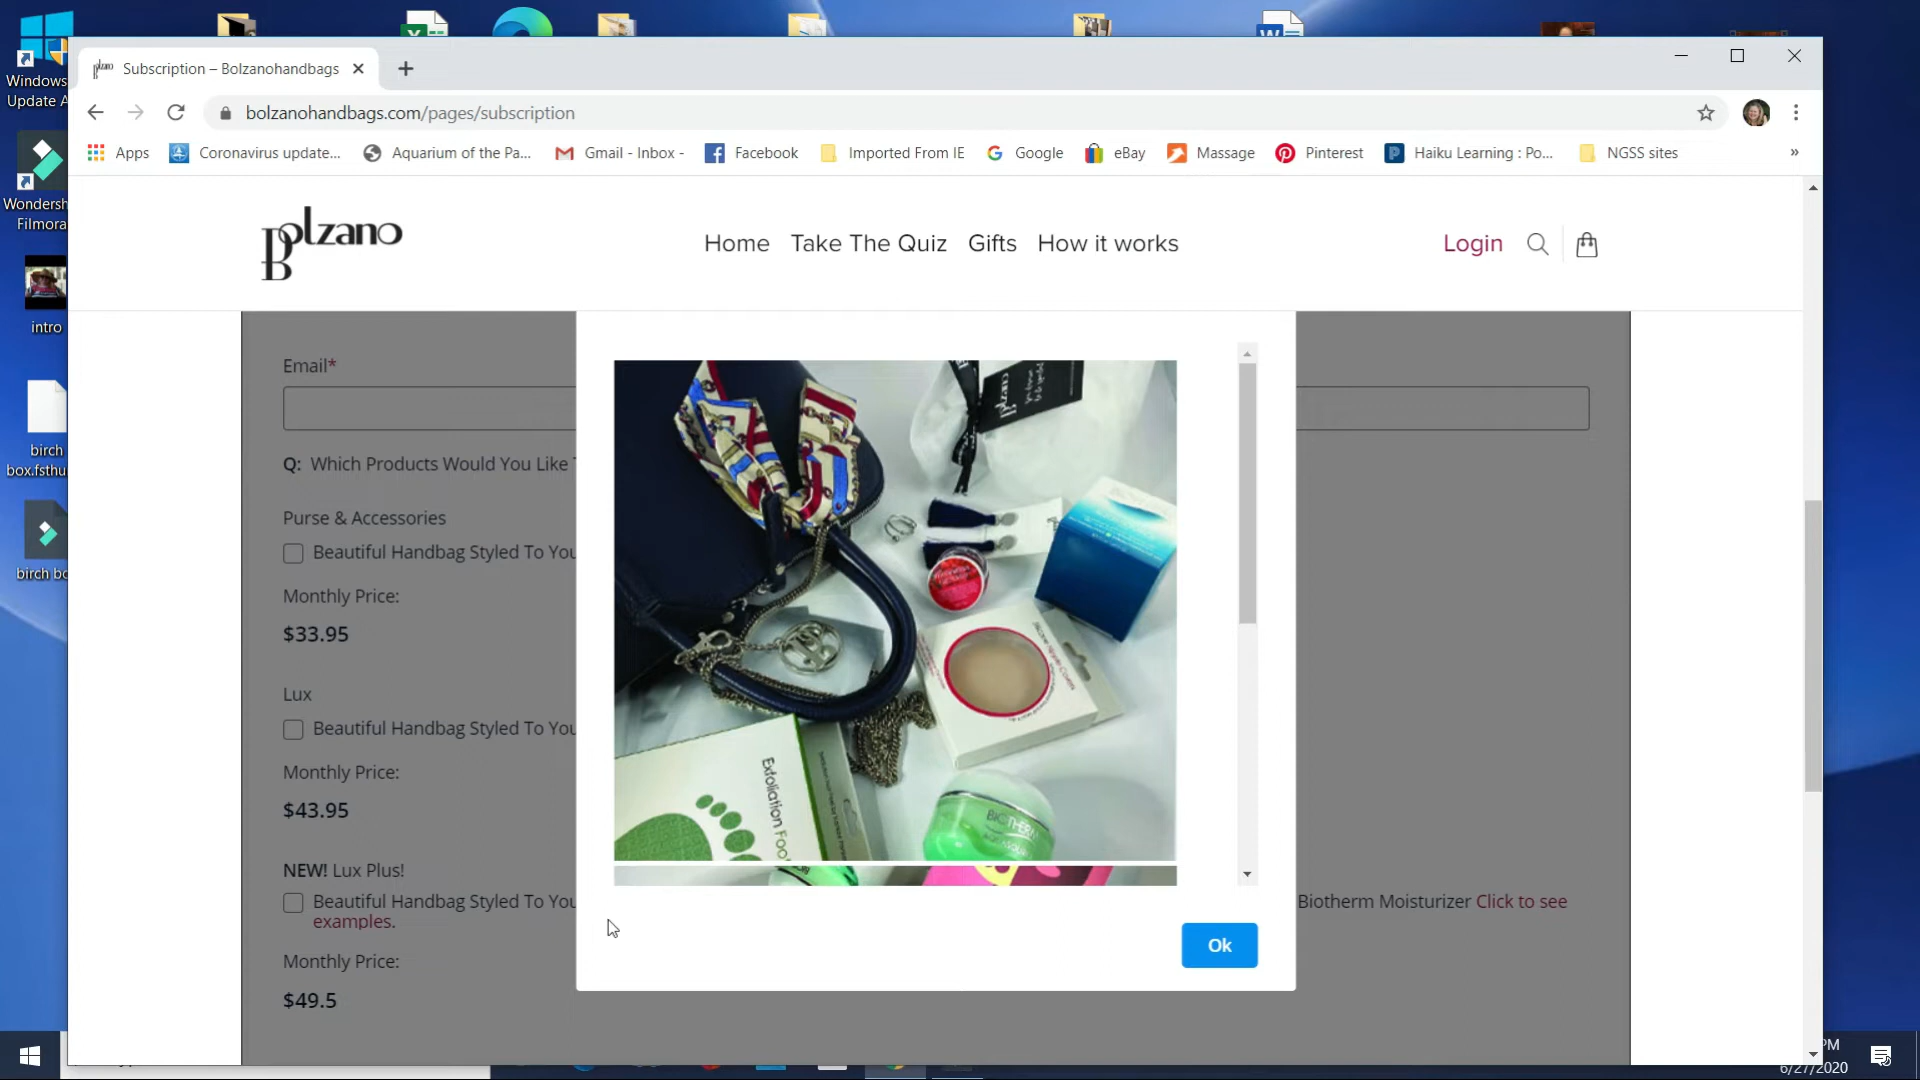 Windows
Update A
Wondersh
Filmora
intro
birch
box.fsthu
birch bo
Subscription – Bolzanohandbags
bolzanohandbags.com/pages/subscription
Apps
Coronavirus update...
Aquarium of the Pa...
Gmail - Inbox -
Facebook
Imported From IE
Google
eBay
Massage
Pinterest
Haiku Learning : Po...
NGSS sites
»
Bolzano
Home
Take The Quiz
Gifts
How it works
Login
Email*
Q: Which Products Would You Like
Purse & Accessories
Beautiful Handbag Styled To You
Monthly Price:
$33.95
Lux
Beautiful Handbag Styled To You
Monthly Price:
$43.95
NEW! Lux Plus!
Beautiful Handbag Styled To You
Biotherm Moisturizer Click to see
examples.
Monthly Price:
$49.5
Bolzano
Exfoliation Foo
BIOTHERM
Ok
PM
6/27/2020